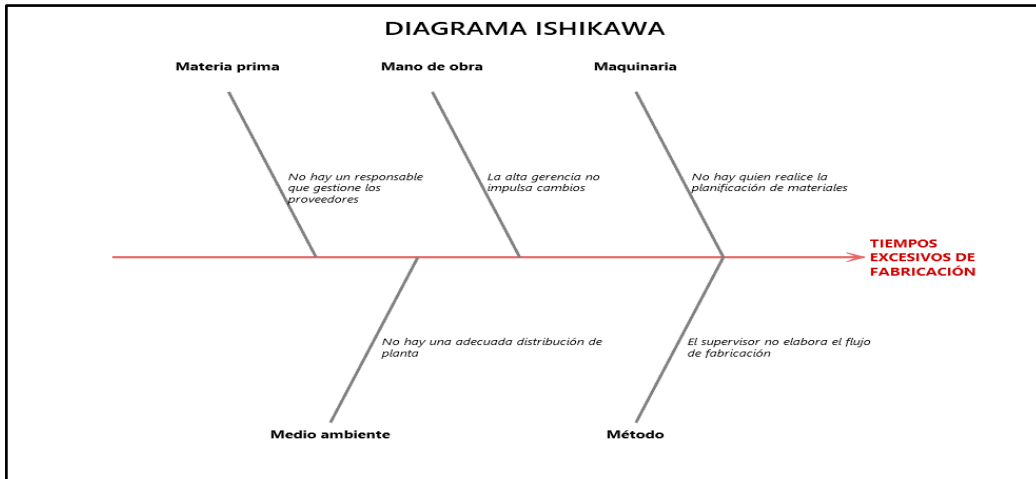 DIAGRAMA ISHIKAWA
Materia prima
Mano de obra
Maquinaria
No hay un responsable
que gestione los
proveedores
La alta gerencia no
impulsa cambios
No hay quien realice la
planificación de materiales
TIEMPOS
EXCESIVOS DE
FABRICACIÓN
No hay una adecuada distribución de
planta
El supervisor no elabora el flujo
de fabricación
Medio ambiente
Método